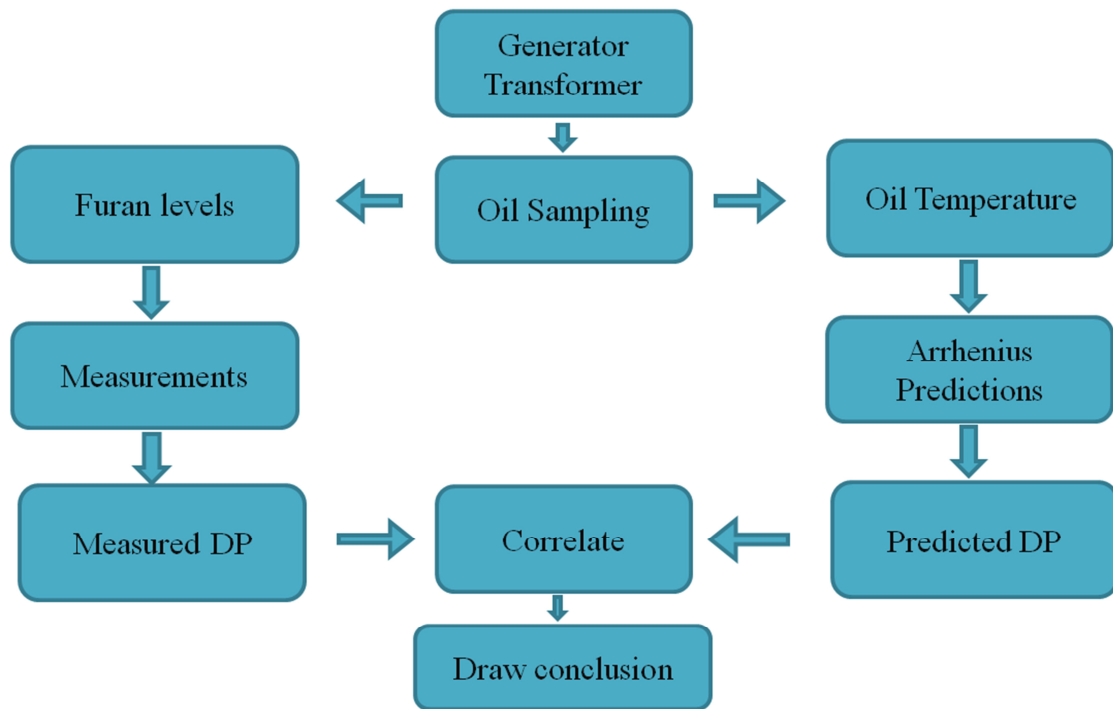 Generator
Transformer
Furan levels
Oil Sampling
Oil Temperature
Measurements
Arrhenius
Predictions
Measured DP
Correlate
Predicted DP
Draw conclusion